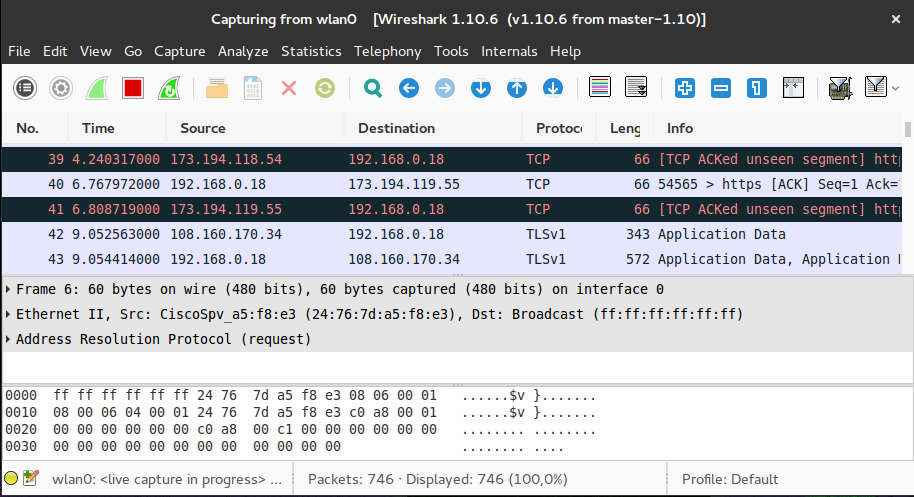 Capturing from wlan0 [Wireshark 1.10.6 (v1.10.6 from master-1.10)]
File Edit View Go Capture Analyze Statistics Telephony Tools Internals Help
No. Time Source Destination Protoco Leng Info
39 4.240317000 173.194.118.54 192.168.0.18 TCP 66 [TCP ACKed unseen segment] http
40 6.767972000 192.168.0.18 173.194.119.55 TCP 66 54565 > https [ACK] Seq=1 Ack=
41 6.808719000 173.194.119.55 192.168.0.18 TCP 66 [TCP ACKed unseen segment] http
42 9.052563000 108.160.170.34 192.168.0.18 TLSv1 343 Application Data
43 9.054414000 192.168.0.18 108.160.170.34 TLSv1 572 Application Data, Application
Frame 6: 60 bytes on wire (480 bits), 60 bytes captured (480 bits) on interface 0
Ethernet II, Src: CiscoSpv_a5:f8:e3 (24:76:7d:a5:f8:e3), Dst: Broadcast (ff:ff:ff:ff:ff:ff)
Address Resolution Protocol (request)
0000 ff ff ff ff ff ff 24 76 7d a5 f8 e3 08 06 00 01 ......$v }.......
0010 08 00 06 04 00 01 24 76 7d a5 f8 e3 c0 a8 00 01 ......$v }.......
0020 00 00 00 00 00 00 c0 a8 00 c1 00 00 00 00 00 00 ........ ........
0030 00 00 00 00 00 00 00 00 00 00 00 00 ........ ....
wlan0: <live capture in progress> ... Packets: 746 · Displayed: 746 (100,0%) Profile: Default